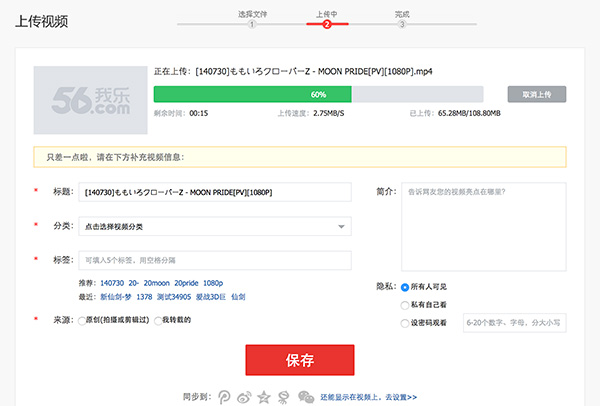 上传视频
选择文件 上传中 完成
1 2 3
56我乐
.com
正在上传：[140730]ももいろクローバーZ - MOON PRIDE[PV][1080P].mp4
60% 取消上传
剩余时间：00:15 上传速度：2.75MB/S 已上传：65.28MB/108.80MB
只差一点啦，请在下方补充视频信息：
* 标题： [140730]ももいろクローバーZ - MOON PRIDE[PV][1080P] 简介： 告诉网友您的视频亮点在哪里?
* 分类： 点击选择视频分类
* 标签： 可填入5个标签，用空格分隔
推荐： 140730 20- 20moon 20pride 1080p
隐私： 所有人可见
最近： 新仙剑-梦 1378 测试34905 爱战3D巨 仙剑
私有自己看
* 来源： 原创(拍摄或剪辑过) 我转载的 设密码观看 6-20个数字、字母，分大小写
保存
同步到： 还能显示在视频上，去设置>>